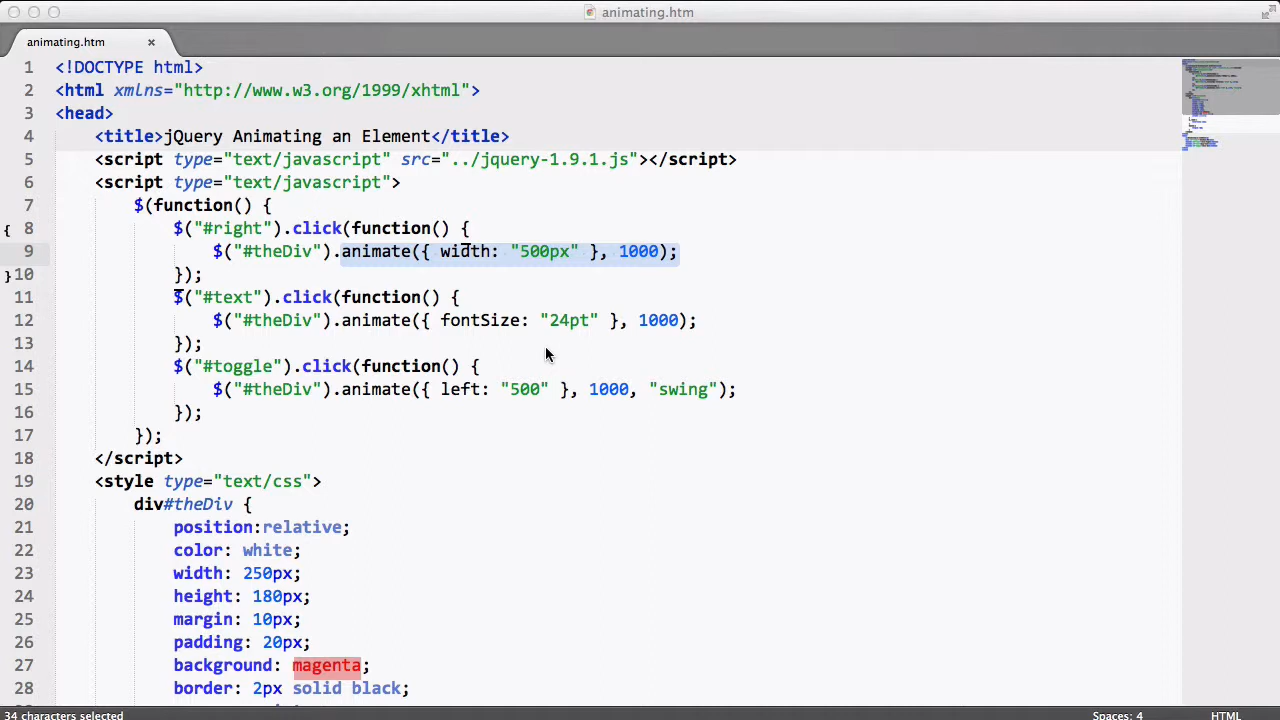 animating.htm
animating.htm ×
1 <!DOCTYPE html>
2 <html xmlns="http://www.w3.org/1999/xhtml">
3 <head>
4 <title>jQuery Animating an Element</title>
5 <script type="text/javascript" src="../jquery-1.9.1.js"></script>
6 <script type="text/javascript">
7 $(function() {
8 $("#right").click(function() {
9 $("#theDiv").animate({ width: "500px" }, 1000);
10 });
11 $("#text").click(function() {
12 $("#theDiv").animate({ fontSize: "24pt" }, 1000);
13 });
14 $("#toggle").click(function() {
15 $("#theDiv").animate({ left: "500" }, 1000, "swing");
16 });
17 });
18 </script>
19 <style type="text/css">
20 div#theDiv {
21 position:relative;
22 color: white;
23 width: 250px;
24 height: 180px;
25 margin: 10px;
26 padding: 20px;
27 background: magenta;
28 border: 2px solid black;
34 characters selected Spaces: 4 HTML